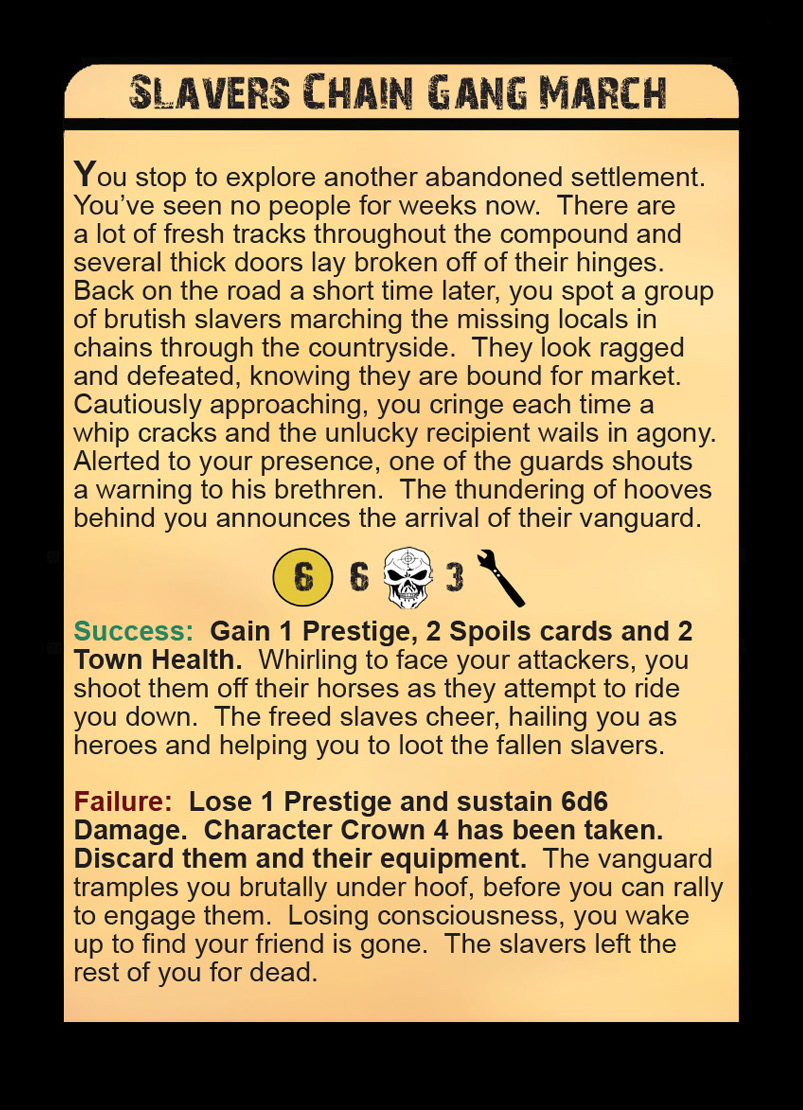 Slavers Chain Gang March
You stop to explore another abandoned settlement.
You've seen no people for weeks now.  There are
a lot of fresh tracks throughout the compound and
several thick doors lay broken off of their hinges.
Back on the road a short time later, you spot a group
of brutish slavers marching the missing locals in
chains through the countryside.  They look ragged
and defeated, knowing they are bound for market.
Cautiously approaching, you cringe each time a
whip cracks and the unlucky recipient wails in agony.
Alerted to your presence, one of the guards shouts
a warning to his brethren.  The thundering of hooves
behind you announces the arrival of their vanguard.
6 6 3
Success:  Gain 1 Prestige, 2 Spoils cards and 2
Town Health.  Whirling to face your attackers, you
shoot them off their horses as they attempt to ride
you down.  The freed slaves cheer, hailing you as
heroes and helping you to loot the fallen slavers.
Failure:  Lose 1 Prestige and sustain 6d6
Damage.  Character Crown 4 has been taken.
Discard them and their equipment.  The vanguard
tramples you brutally under hoof, before you can rally
to engage them.  Losing consciousness, you wake
up to find your friend is gone.  The slavers left the
rest of you for dead.